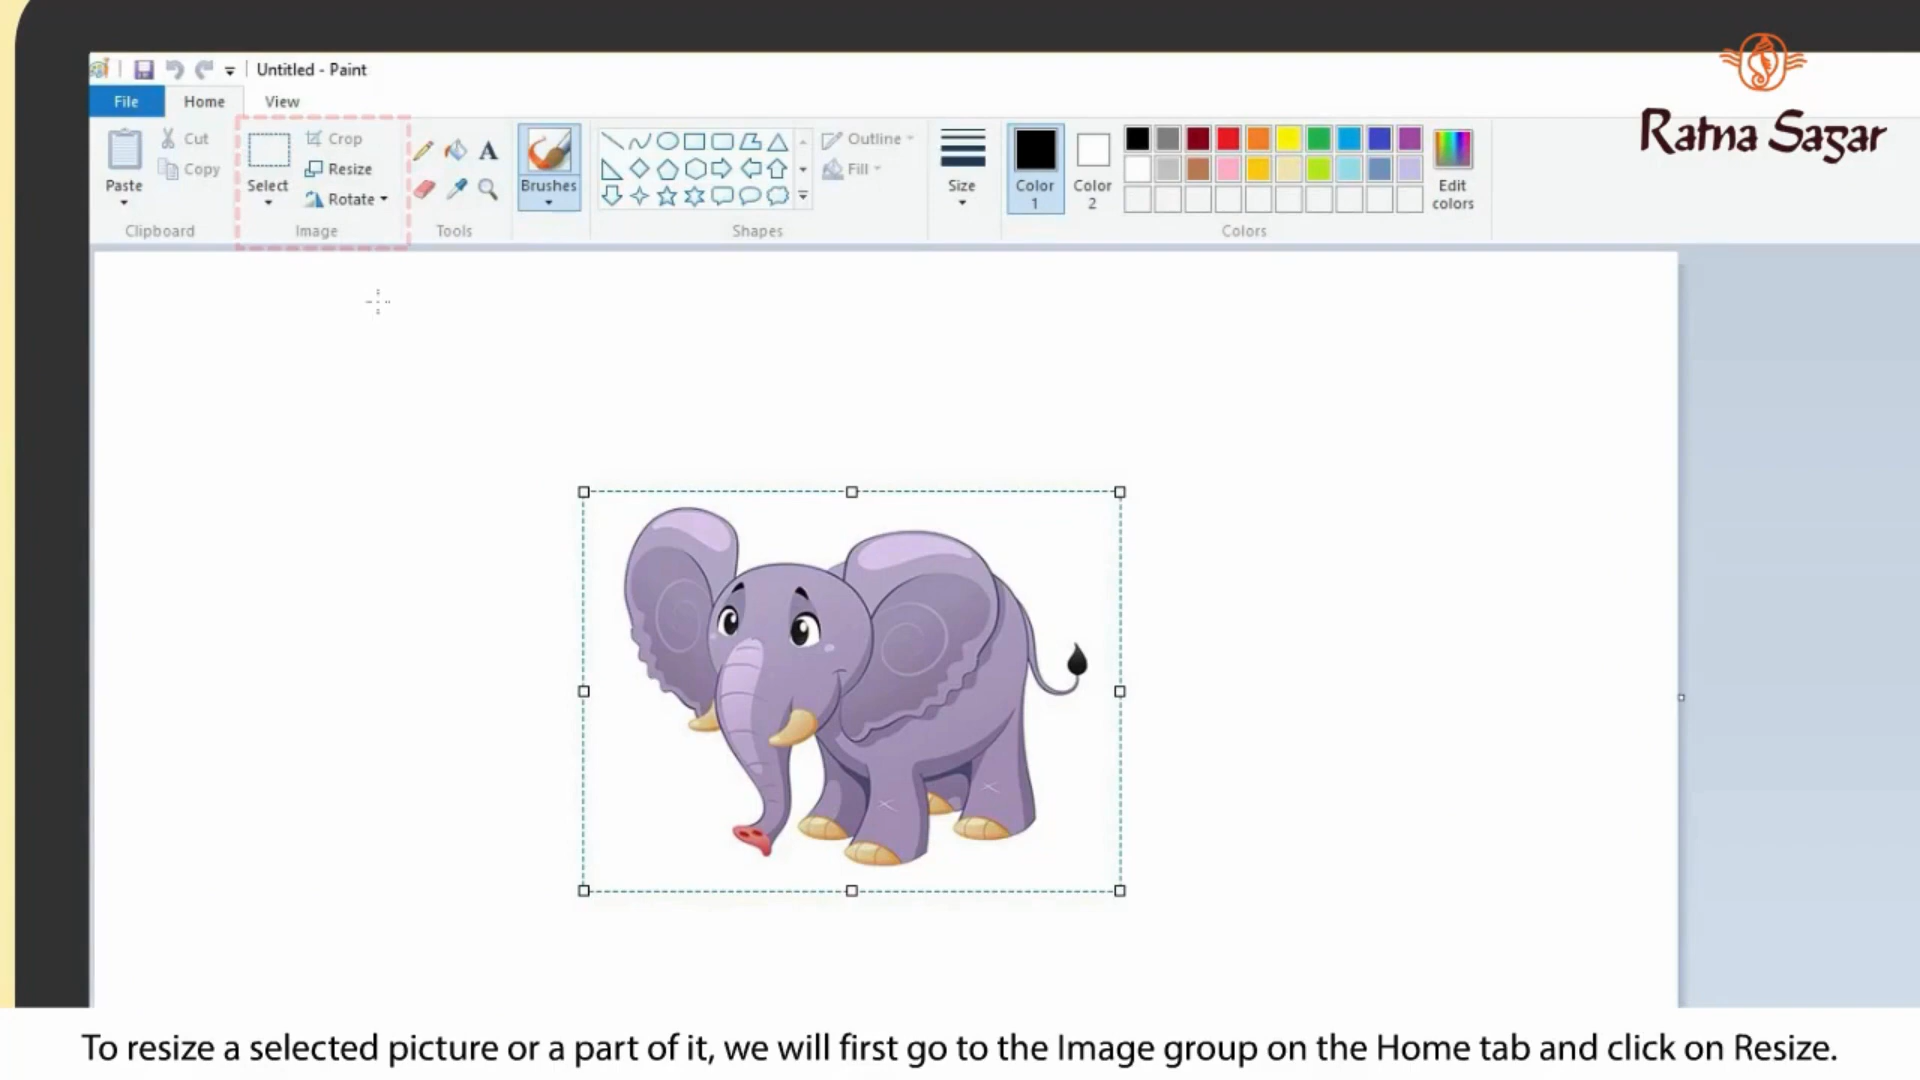 Untitled - Paint
Ratna Sagar
File Home View
Paste
Cut
Copy
Clipboard
Select
Crop
Resize
Rotate
Image
A
Tools
Brushes
Outline
Fill
Shapes
Size
Color 1
Color 2
Edit colors
Colors
To resize a selected picture or a part of it, we will first go to the Image group on the Home tab and click on Resize.